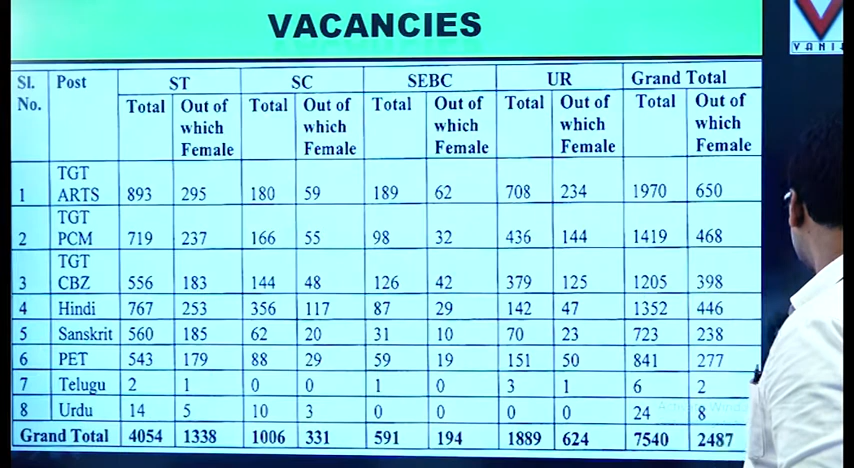 VACANCIES
VANI
Sl. No. Post ST SC SEBC UR Grand Total
Total Out of which Female Total Out of which Female Total Out of which Female Total Out of which Female Total Out of which Female
1 TGT ARTS 893 295 180 59 189 62 708 234 1970 650
2 TGT PCM 719 237 166 55 98 32 436 144 1419 468
3 TGT CBZ 556 183 144 48 126 42 379 125 1205 398
4 Hindi 767 253 356 117 87 29 142 47 1352 446
5 Sanskrit 560 185 62 20 31 10 70 23 723 238
6 PET 543 179 88 29 59 19 151 50 841 277
7 Telugu 2 1 0 0 1 0 3 1 6 2
8 Urdu 14 5 10 3 0 0 0 0 24 8
Grand Total 4054 1338 1006 331 591 194 1889 624 7540 2487